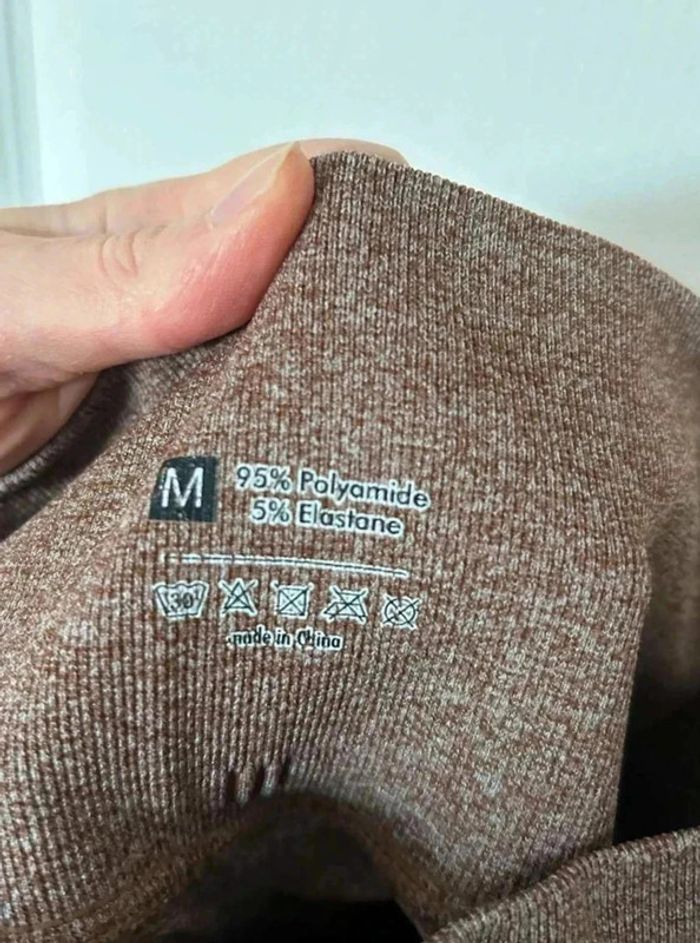 M
95% Polyamide
5% Elastane
30°
made in China